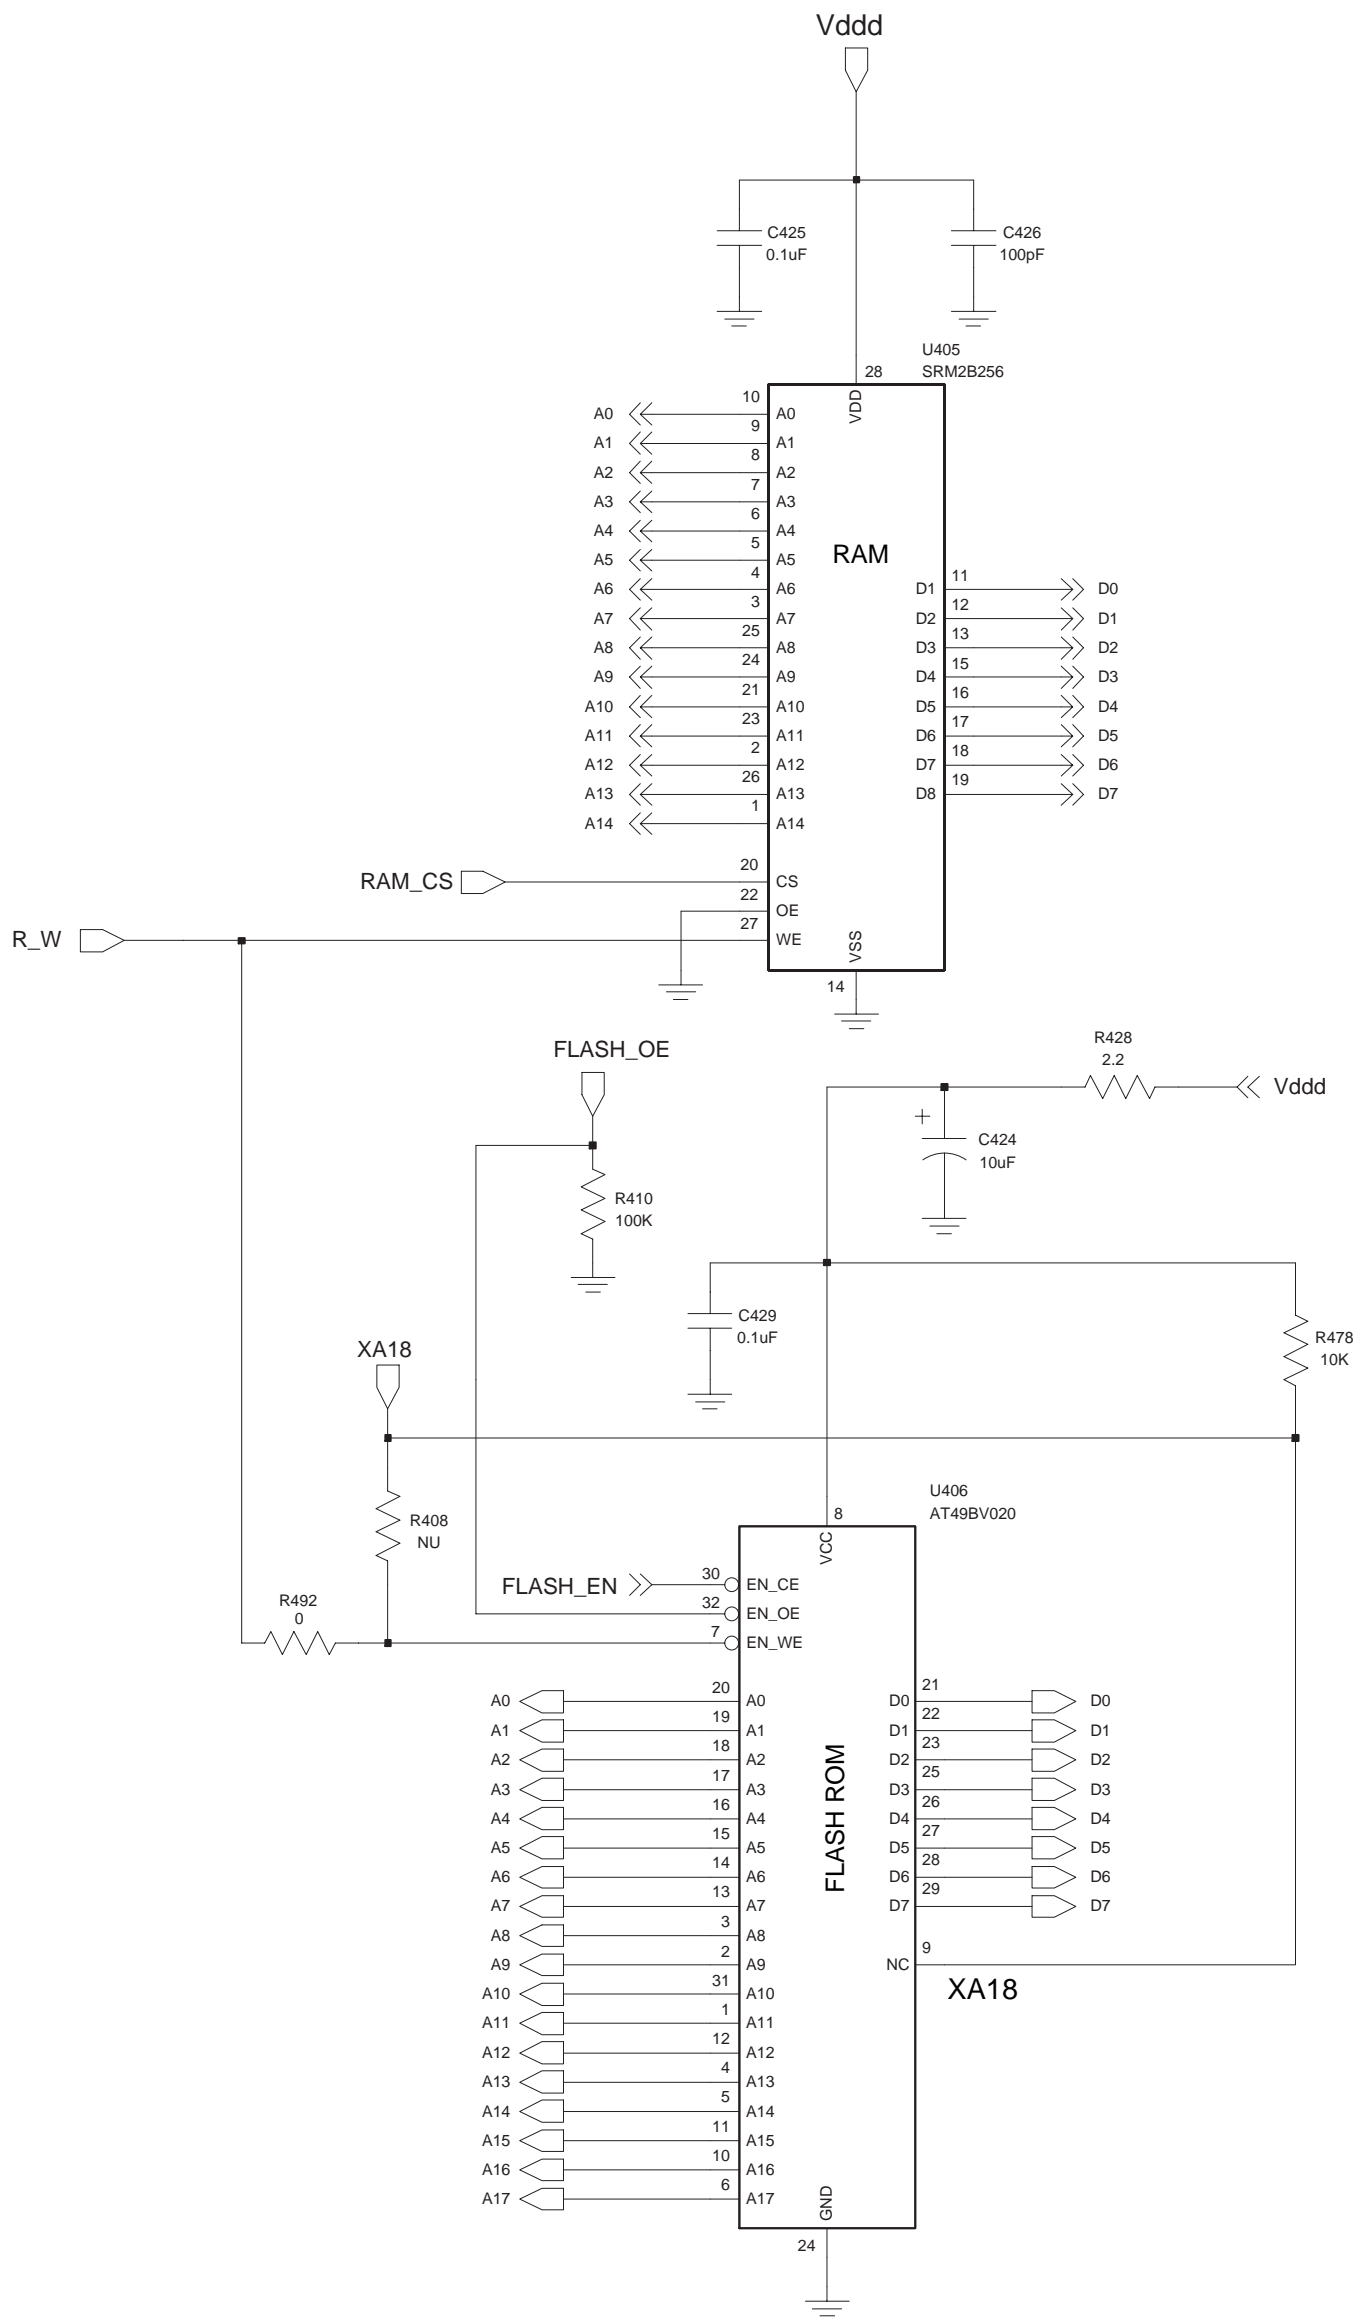 Vddd
C425
0.1uF
C426
100pF
U405
SRM2B256
28
VDD
RAM
A0 10 A0
A1 9 A1
A2 8 A2
A3 7 A3
A4 6 A4
A5 5 A5
A6 4 A6
A7 3 A7
A8 25 A8
A9 24 A9
A10 21 A10
A11 23 A11
A12 2 A12
A13 26 A13
A14 1 A14
D1 11 D0
D2 12 D1
D3 13 D2
D4 15 D3
D5 16 D4
D6 17 D5
D7 18 D6
D8 19 D7
RAM_CS 20 CS
22 OE
R_W 27 WE
VSS
14
FLASH_OE
R410
100K
R428
2.2
Vddd
+
C424
10uF
C429
0.1uF
R478
10K
XA18
R408
NU
R492
0
U406
AT49BV020
8
VCC
FLASH_EN 30 EN_CE
32 EN_OE
7 EN_WE
FLASH ROM
A0 20 A0
A1 19 A1
A2 18 A2
A3 17 A3
A4 16 A4
A5 15 A5
A6 14 A6
A7 13 A7
A8 3 A8
A9 2 A9
A10 31 A10
A11 1 A11
A12 12 A12
A13 4 A13
A14 5 A14
A15 11 A15
A16 10 A16
A17 6 A17
D0 21 D0
D1 22 D1
D2 23 D2
D3 25 D3
D4 26 D4
D5 27 D5
D6 28 D6
D7 29 D7
NC 9
XA18
GND
24